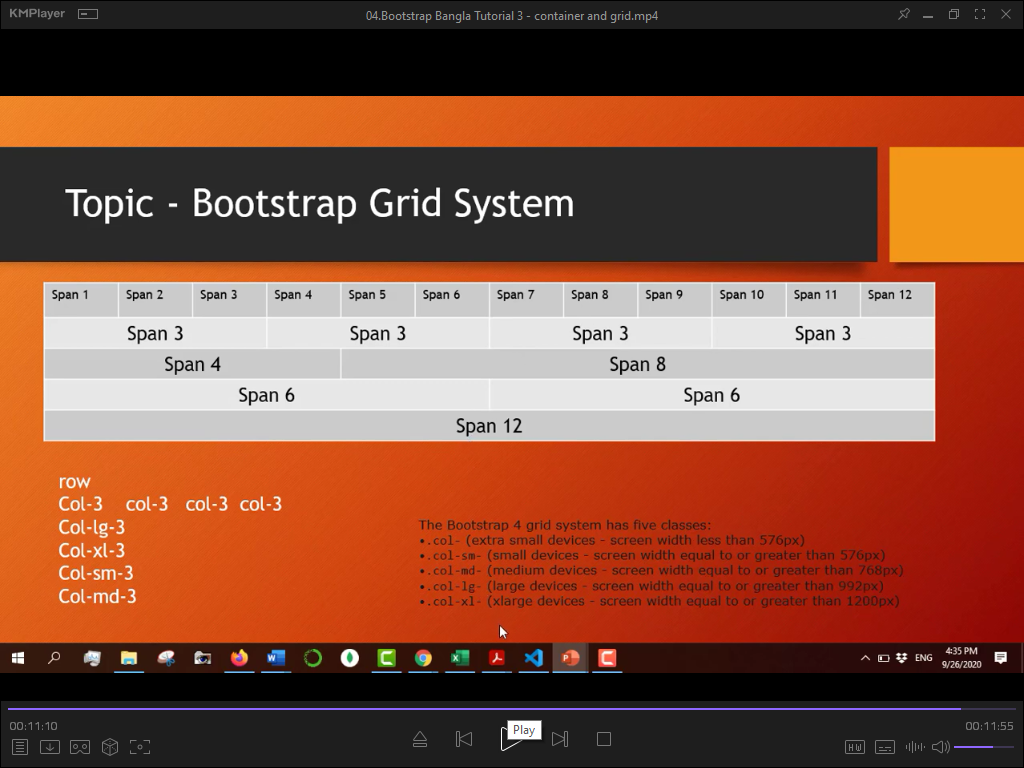 KMPlayer
04.Bootstrap Bangla Tutorial 3 - container and grid.mp4
Topic - Bootstrap Grid System
Span 1 Span 2 Span 3 Span 4 Span 5 Span 6 Span 7 Span 8 Span 9 Span 10 Span 11 Span 12
Span 3 Span 3 Span 3 Span 3
Span 4 Span 8
Span 6 Span 6
Span 12
row
Col-3 col-3 col-3 col-3
Col-lg-3
Col-xl-3
Col-sm-3
Col-md-3
The Bootstrap 4 grid system has five classes:
•.col- (extra small devices - screen width less than 576px)
•.col-sm- (small devices - screen width equal to or greater than 576px)
•.col-md- (medium devices - screen width equal to or greater than 768px)
•.col-lg- (large devices - screen width equal to or greater than 992px)
•.col-xl- (xlarge devices - screen width equal to or greater than 1200px)
ENG
4:35 PM
9/26/2020
00:11:10
Play
00:11:55
HW